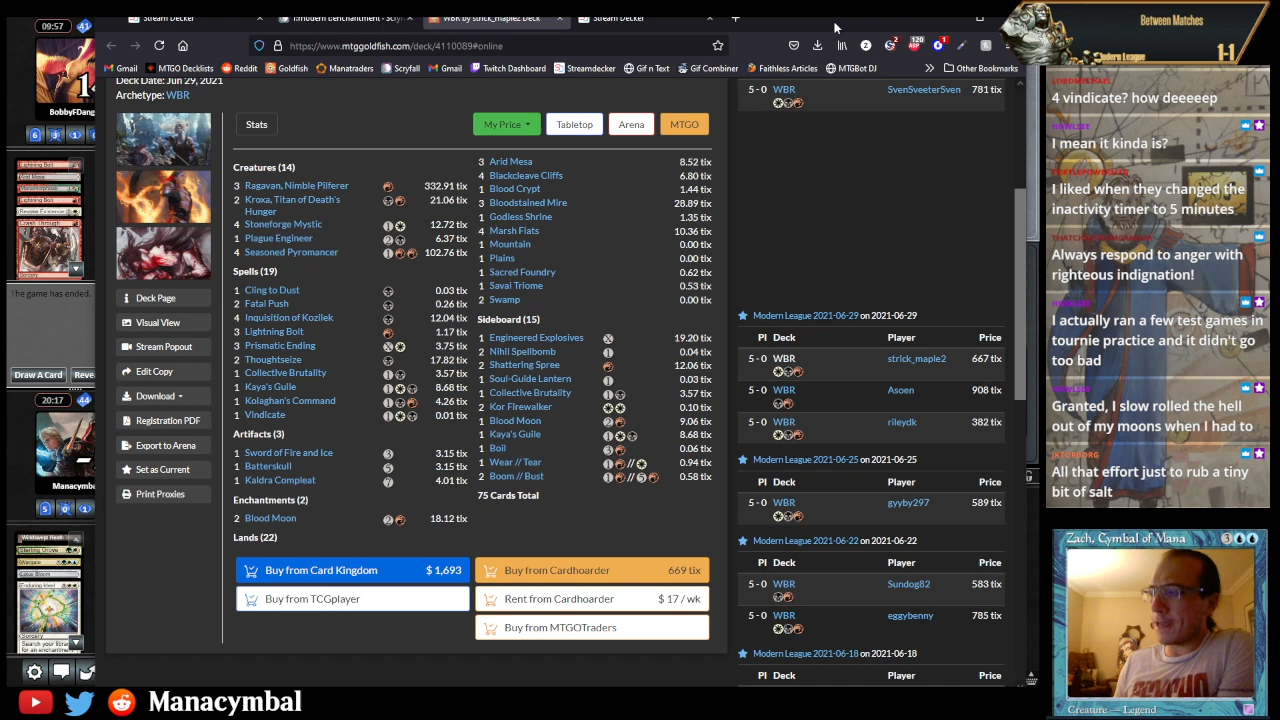 09:57
41
Stream Decker
WBR by strick_maple2 Deck
Stream Decker
https://www.mtggoldfish.com/deck/4110089#online
Gmail
MTGO Decklists
Reddit
Goldfish
Manatraders
Scryfall
Gmail
Twitch Dashboard
Streamdecker
Gif n Text
Gif Combiner
Faithless Articles
MTGBot DJ
Other Bookmarks
Between Matches
Modern League
1-1
Deck Date: Jun 29, 2021
Archetype: WBR
BobbyFDang
Stats
My Price
Tabletop
Arena
MTGO
Creatures (14)
3 Ragavan, Nimble Pilferer 332.91 tix
2 Kroxa, Titan of Death's Hunger 21.06 tix
4 Stoneforge Mystic 12.72 tix
1 Plague Engineer 6.37 tix
4 Seasoned Pyromancer 102.76 tix
Spells (19)
1 Cling to Dust 0.03 tix
2 Fatal Push 0.26 tix
4 Inquisition of Kozilek 12.04 tix
3 Lightning Bolt 1.17 tix
3 Prismatic Ending 3.75 tix
2 Thoughtseize 17.82 tix
1 Collective Brutality 3.57 tix
1 Kaya's Guile 8.68 tix
1 Kolaghan's Command 4.26 tix
1 Vindicate 0.01 tix
Artifacts (3)
1 Sword of Fire and Ice 3.15 tix
1 Batterskull 3.15 tix
1 Kaldra Compleat 4.01 tix
Enchantments (2)
2 Blood Moon 18.12 tix
Lands (22)
3 Arid Mesa 8.52 tix
4 Blackcleave Cliffs 6.80 tix
2 Blood Crypt 1.44 tix
3 Bloodstained Mire 28.89 tix
1 Godless Shrine 1.35 tix
4 Marsh Flats 10.36 tix
1 Mountain 0.00 tix
1 Plains 0.00 tix
1 Sacred Foundry 0.62 tix
1 Savai Triome 0.53 tix
1 Swamp 0.00 tix
Sideboard (15)
1 Engineered Explosives 19.20 tix
2 Nihil Spellbomb 0.04 tix
2 Shattering Spree 12.06 tix
1 Soul-Guide Lantern 0.03 tix
1 Collective Brutality 3.57 tix
2 Kor Firewalker 0.10 tix
1 Blood Moon 9.06 tix
1 Kaya's Guile 8.68 tix
1 Boil 0.06 tix
1 Wear // Tear 0.94 tix
2 Boom // Bust 0.58 tix
75 Cards Total
Deck Page
Visual View
Stream Popout
Edit Copy
Download
Registration PDF
Export to Arena
Set as Current
Print Proxies
Buy from Card Kingdom $ 1,693
Buy from TCGplayer
Buy from Cardhoarder 669 tix
Rent from Cardhoarder $ 17 / wk
Buy from MTGOTraders
5 - 0 WBR SvenSveeterSven 781 tix
Modern League 2021-06-29 on 2021-06-29
Pl Deck Player Price
5 - 0 WBR strick_maple2 667 tix
5 - 0 WBR Asoen 908 tix
5 - 0 WBR rileydk 382 tix
Modern League 2021-06-25 on 2021-06-25
Pl Deck Player Price
5 - 0 WBR gyyby297 589 tix
Modern League 2021-06-22 on 2021-06-22
Pl Deck Player Price
5 - 0 WBR Sundog82 583 tix
5 - 0 WBR eggybenny 785 tix
Modern League 2021-06-18 on 2021-06-18
Pl Deck Player Price
4 vindicate? how deeeeep
I mean it kinda is?
I liked when they changed the
inactivity timer to 5 minutes
Always respond to anger with
righteous indignation!
I actually ran a few test games in
tournie practice and it didn't go
too bad
Granted, I slow rolled the hell
out of my moons when I had to
JKTORBORG
All that effort just to rub a tiny
bit of salt
The game has ended.
Draw A Card
Reve
20:17
44
Manacymba
Zach, Cymbal of Mana
3
Creature — Legend
Manacymbal